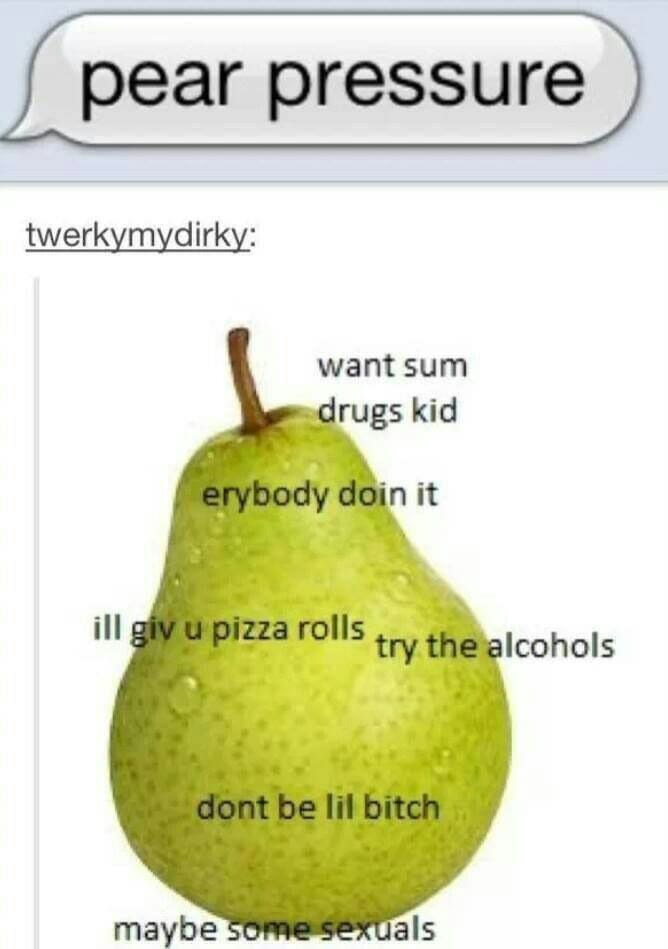 pear pressure
twerkymydirky:
want sum
drugs kid
erybody doin it
ill giv u pizza rolls
try the alcohols
dont be lil bitch
maybe some sexuals